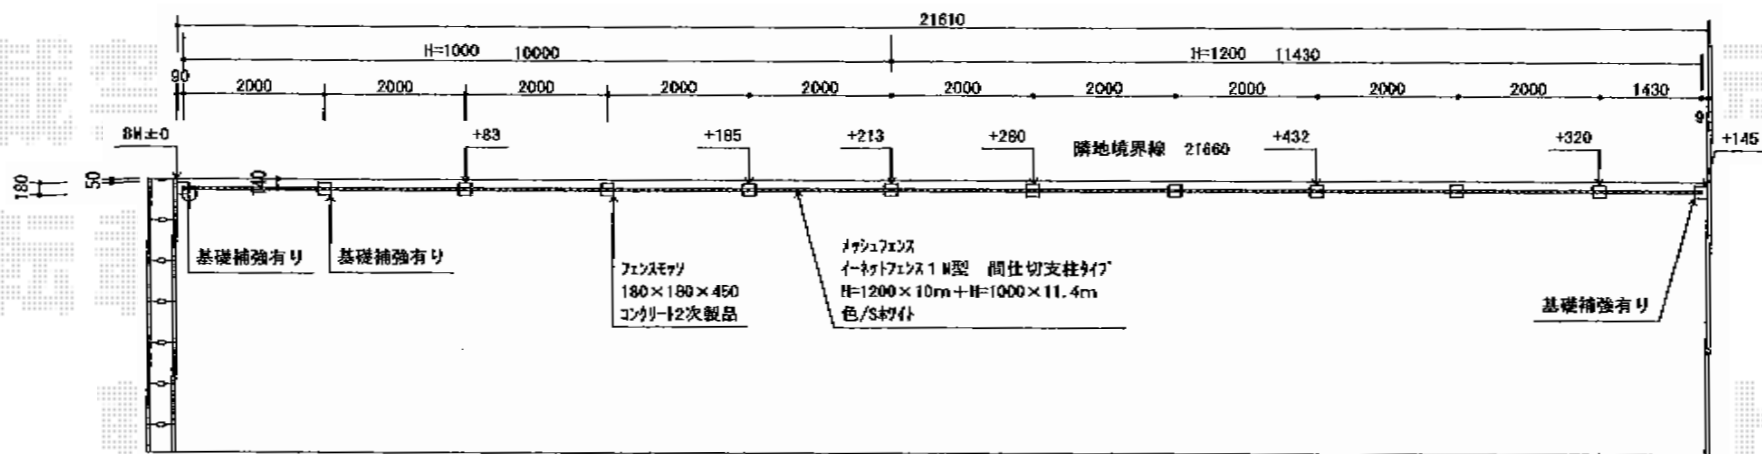 21610
H=1000 10000 H=1200 11430
90 2000 2000 2000 2000 2000 2000 2000 2000 2000 2000 1430
BM±0 +83 +185 +213 +260 隣地境界線 21660 +432 +320 +145
180 50 140
基礎補強有り 基礎補強有り 基礎補強有り
フェンスモッツ
180×180×450
コンクリート2次製品
メッシュフェンス
イーネットフェンス1M型 間仕切支柱タイプ
H=1200×10m+H=1000×11.4m
色/Sホワイト